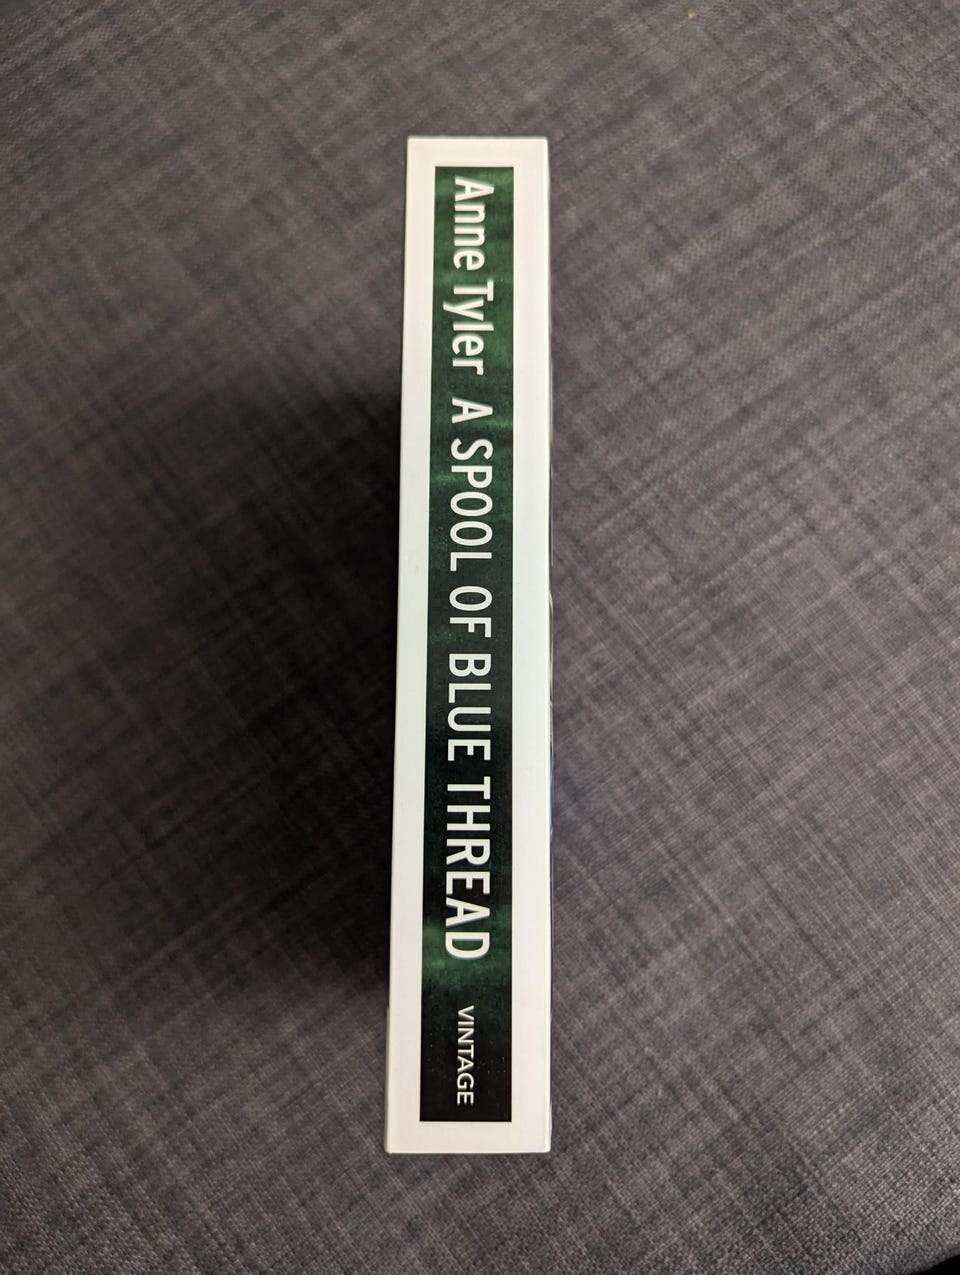 Anne Tyler A SPOOL OF BLUE THREAD VINTAGE